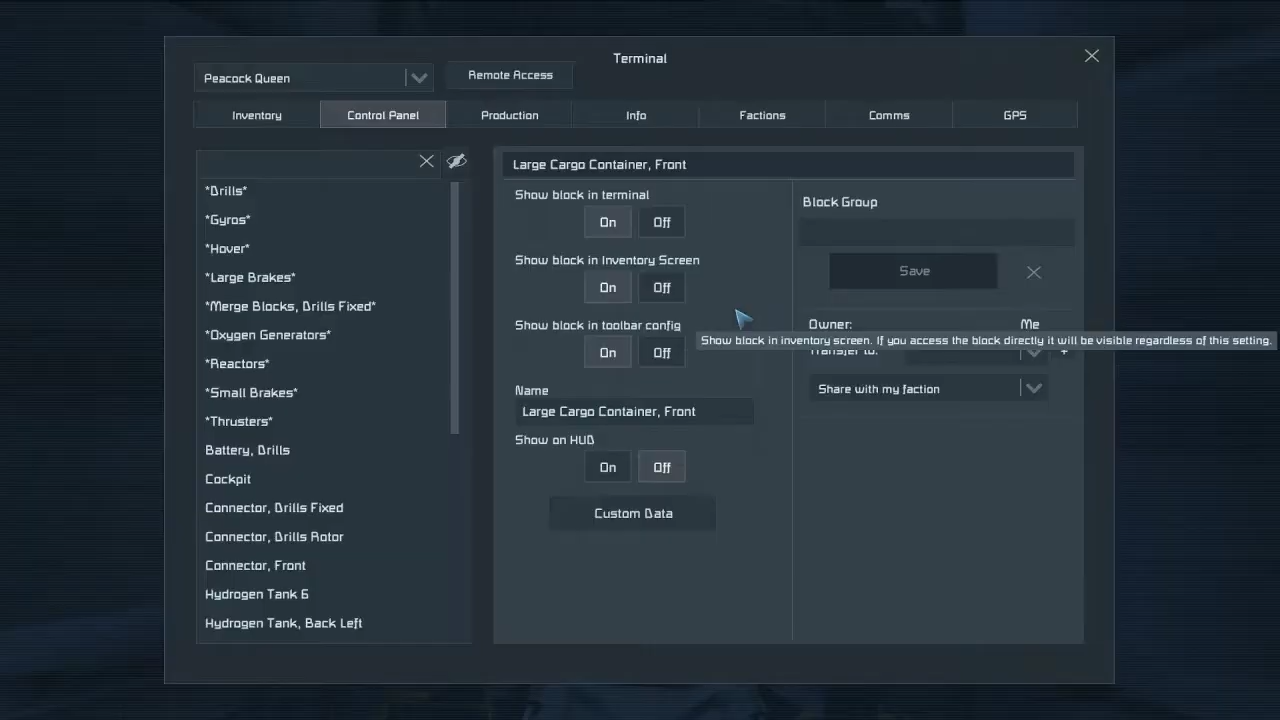 Terminal
Peacock Queen
Remote Access
Inventory
Control Panel
Production
Info
Factions
Comms
GPS
*Drills*
*Gyros*
*Hover*
*Large Brakes*
*Merge Blocks, Drills Fixed*
*Oxygen Generators*
*Reactors*
*Small Brakes*
*Thrusters*
Battery, Drills
Cockpit
Connector, Drills Fixed
Connector, Drills Rotor
Connector, Front
Hydrogen Tank 6
Hydrogen Tank, Back Left
Large Cargo Container, Front
Show block in terminal
On Off
Show block in Inventory Screen
On Off
Show block in toolbar config
On Off
Name
Large Cargo Container, Front
Show on HUD
On Off
Custom Data
Block Group
Save
Owner: Me
Show block in inventory screen. If you access the block directly it will be visible regardless of this setting.
Transfer to:
Share with my faction